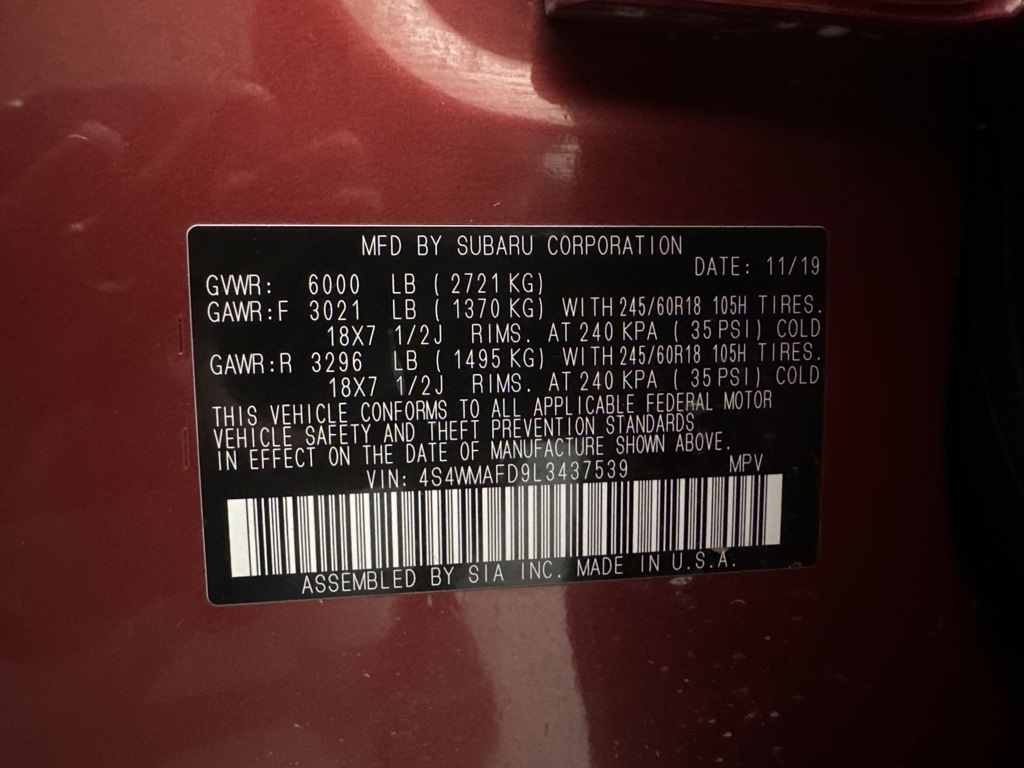 MFD BY SUBARU CORPORATION
DATE: 11/19
GVWR: 6000 LB ( 2721 KG)
GAWR:F 3021 LB ( 1370 KG) WITH 245/60R18 105H TIRES.
18X7 1/2J RIMS. AT 240 KPA ( 35 PSI ) COLD
GAWR:R 3296 LB ( 1495 KG) WITH 245/60R18 105H TIRES.
18X7 1/2J RIMS. AT 240 KPA ( 35 PSI ) COLD
THIS VEHICLE CONFORMS TO ALL APPLICABLE FEDERAL MOTOR
VEHICLE SAFETY AND THEFT PREVENTION STANDARDS
IN EFFECT ON THE DATE OF MANUFACTURE SHOWN ABOVE.
VIN: 4S4WMAFD9L3437539 MPV
ASSEMBLED BY SIA INC. MADE IN U.S.A.